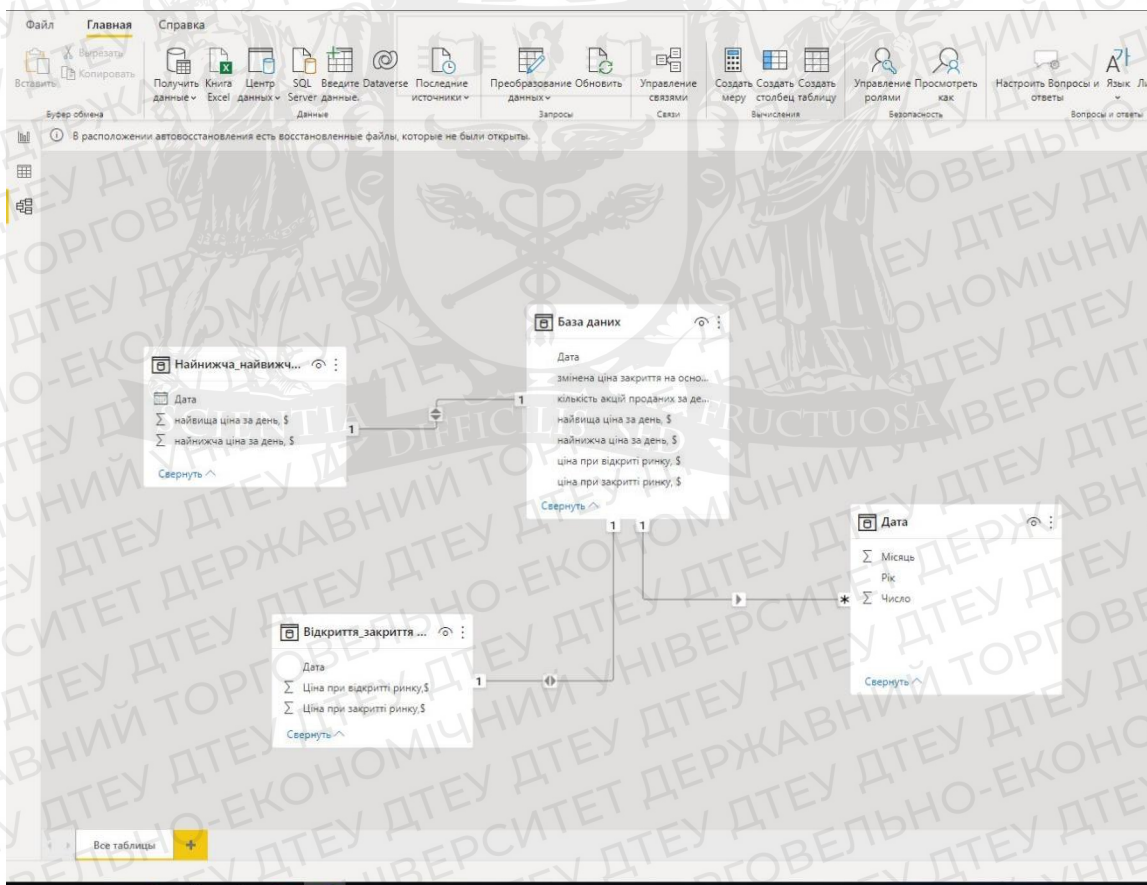 Файл Главная Справка
Вставить
Вырезать
Копировать
Буфер обмена
Получить данные
Книга Excel
Центр данных
SQL Server
Введите данные.
Dataverse
Последние источники
Данные
Преобразование данных
Обновить
Запросы
Управление связями
Связи
Создать меру
Создать столбец
Создать таблицу
Вычисления
Управление ролями
Просмотреть как
Безопасность
Настроить
Вопросы и ответы
Язык
Вопросы и ответы
В расположении автовосстановления есть восстановленные файлы, которые не были открыты.
База даних
Дата
змінена ціна закриття на осно...
кількість акцій проданих за де...
найвища ціна за день, $
найнижча ціна за день, $
ціна при відкриті ринку, $
ціна при закритті ринку, $
Свернуть
Найнижча_найвижч...
Дата
найвища ціна за день, $
найнижча ціна за день, $
Свернуть
1
1
1
1
1
*
Дата
Місяць
Рік
Число
Свернуть
Відкриття_закриття ...
Дата
Ціна при відкритті ринку,$
Ціна при закритті ринку,$
Свернуть
Все таблицы
+
SCIENTIA DIFFICILIS SED FRUCTUOSA